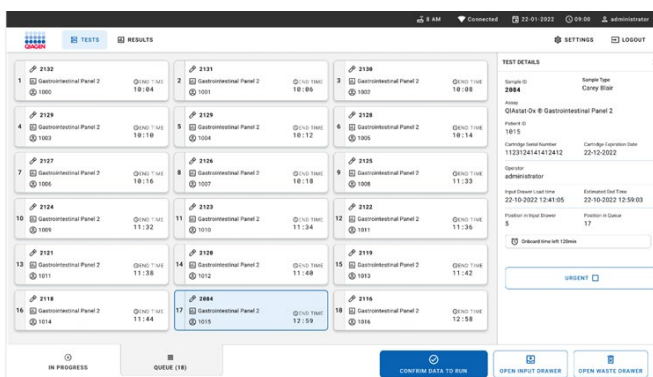 8 AM Connected 22-01-2022 09:00 administrator
QIAGEN TESTS RESULTS SETTINGS LOGOUT
2132
1 Gastrointestinal Panel 2 END TIME
1000 10:04
2131
2 Gastrointestinal Panel 2 END TIME
1001 10:06
2130
3 Gastrointestinal Panel 2 END TIME
1002 10:08
2129
4 Gastrointestinal Panel 2 END TIME
1003 10:10
2129
5 Gastrointestinal Panel 2 END TIME
1004 10:12
2128
6 Gastrointestinal Panel 2 END TIME
1005 10:14
2127
7 Gastrointestinal Panel 2 END TIME
1006 10:16
2126
8 Gastrointestinal Panel 2 END TIME
1007 10:18
2125
9 Gastrointestinal Panel 2 END TIME
1008 11:33
2124
10 Gastrointestinal Panel 2 END TIME
1009 11:32
2123
11 Gastrointestinal Panel 2 END TIME
1010 11:34
2122
12 Gastrointestinal Panel 2 END TIME
1011 11:36
2121
13 Gastrointestinal Panel 2 END TIME
1011 11:38
2120
14 Gastrointestinal Panel 2 END TIME
1012 11:40
2119
15 Gastrointestinal Panel 2 END TIME
1013 11:42
2118
16 Gastrointestinal Panel 2 END TIME
1014 11:44
2084
17 Gastrointestinal Panel 2 END TIME
1015 12:59
2116
18 Gastrointestinal Panel 2 END TIME
1016 12:58
TEST DETAILS
Sample ID Sample Type
2084 Carey Blair
Assay
QIAstat-Dx ® Gastrointestinal Panel 2
Patient ID
1015
Cartridge Serial Number Cartridge Expiration Date
1123124141412412 22-12-2022
Operator
administrator
Input Drawer Load time Estimated End Time
22-10-2022 12:41:05 22-10-2022 12:59:03
Position in Input Drawer Position in Queue
5 17
Onboard time left 120min
URGENT
IN PROGRESS QUEUE (18) CONFRIM DATA TO RUN OPEN INPUT DRAWER OPEN WASTE DRAWER